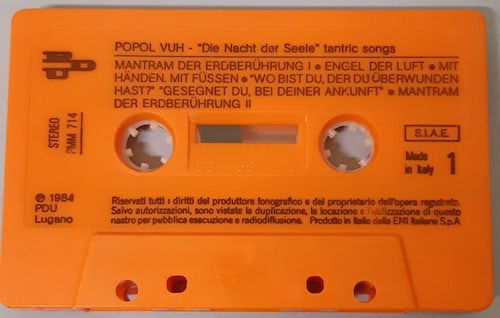 POPOL VUH - "Die Nacht der Seele" tantric songs
MANTRAM DER ERDBERÜHRUNG I • ENGEL DER LUFT • MIT
HÄNDEN. MIT FÜSSEN • "WO BIST DU, DER DU ÜBERWUNDEN
HAST?" "GESEGNET DU, BEI DEINER ANKUNFT" • MANTRAM
DER ERDBERÜHRUNG II
STEREO
PMM 714
S.I.A.E.
Made
in Italy 1
℗ 1984
PDU
Lugano
Riservati tutti i diritti del produttore fonografico e del proprietario dell'opera registrata.
Salvo autorizzazioni, sono vietate la duplicazione, la locazione e l'utilizzazione di questo
nastro per pubblica esecuzione e radiodiffusione. Prodotto in Italia dalla EMI Italiana S.p.A